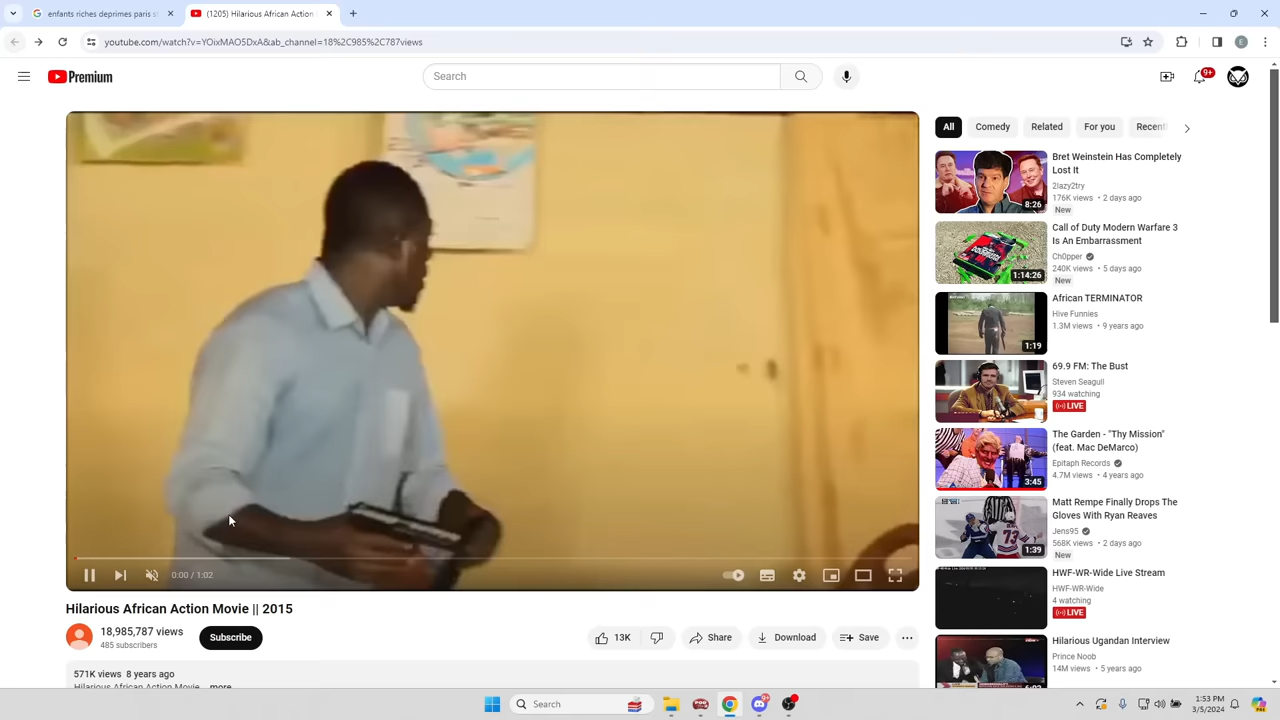 enfants riches deprimes paris s
(1205) Hilarious African Action
youtube.com/watch?v=YOixMAO5DxA&ab_channel=18%2C985%2C787views
E
Premium
Search
9+
All
Comedy
Related
For you
Recent
Bret Weinstein Has Completely
Lost It
2lazy2try
176K views • 2 days ago
New
8:26
Call of Duty Modern Warfare 3
Is An Embarrassment
Ch0pper
240K views • 5 days ago
New
1:14:26
African TERMINATOR
Hive Funnies
1.3M views • 9 years ago
1:19
69.9 FM: The Bust
Steven Seagull
934 watching
LIVE
The Garden - "Thy Mission"
(feat. Mac DeMarco)
Epitaph Records
4.7M views • 4 years ago
3:45
Matt Rempe Finally Drops The
Gloves With Ryan Reaves
Jens95
568K views • 2 days ago
New
1:39
HWF-WR-Wide Live Stream
HWF-WR-Wide
4 watching
LIVE
Hilarious Ugandan Interview
Prince Noob
14M views • 5 years ago
0:00 / 1:02
Hilarious African Action Movie || 2015
18,985,787 views
485 subscribers
Subscribe
13K
Share
Download
Save
571K views 8 years ago
Hilarious African Action Movie ...more
Search
9+
1:53 PM
3/5/2024